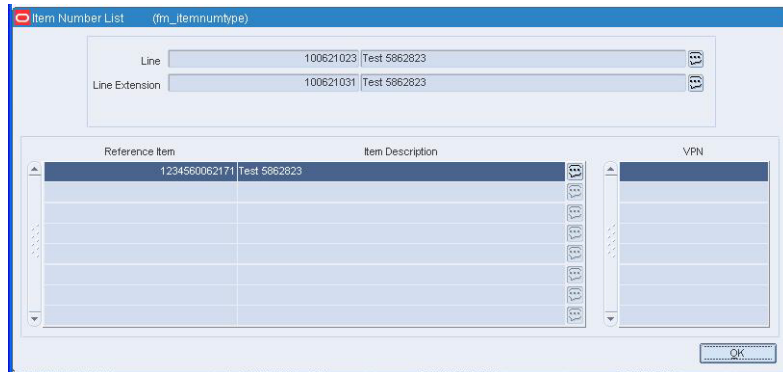 Item Number List (fm_itemnumtype)
Line 100621023 Test 5862823
Line Extension 100621031 Test 5862823
Reference Item Item Description VPN
1234560062171 Test 5862823
OK